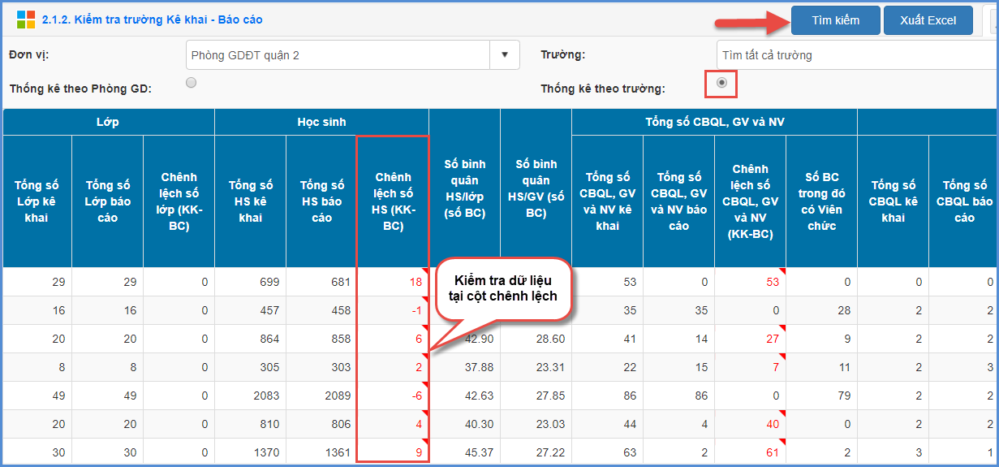 2.1.2. Kiểm tra trường Kê khai - Báo cáo
Tìm kiếm
Xuất Excel
Đơn vị:
Phòng GDĐT quận 2
Trường:
Tìm tất cả trường
Thống kê theo Phòng GD:
Thống kê theo trường:
Lớp
Học sinh
Tổng số CBQL, GV và NV
Tổng số
Lớp kê
khai
Tổng số
Lớp báo
cáo
Chênh
lệch số
lớp (KK-
BC)
Tổng số
HS kê
khai
Tổng số
HS báo
cáo
Chênh
lệch số
HS (KK-
BC)
Số bình
quân
HS/lớp
(số BC)
Số bình
quân
HS/GV (số
BC)
Tổng số
CBQL, GV
và NV kê
khai
Tổng số
CBQL, GV
và NV báo
cáo
Chênh
lệch số
CBQL, GV
và NV
(KK-BC)
Số BC
trong đó
có Viên
chức
Tổng số
CBQL kê
khai
Tổng số
CBQL báo
cáo
29 29 0 699 681 18 53 0 53 0 0 0
16 16 0 457 458 -1 35 35 0 28 2 2
20 20 0 864 858 6 42.90 28.60 41 14 27 9 2 2
8 8 0 305 303 2 37.88 23.31 22 15 7 11 2 3
49 49 0 2083 2089 -6 42.63 27.85 86 86 0 79 2 2
20 20 0 810 806 4 40.30 23.03 44 4 40 0 2 2
30 30 0 1370 1361 9 45.37 27.22 63 2 61 2 3 1
Kiểm tra dữ liệu
tại cột chênh lệch